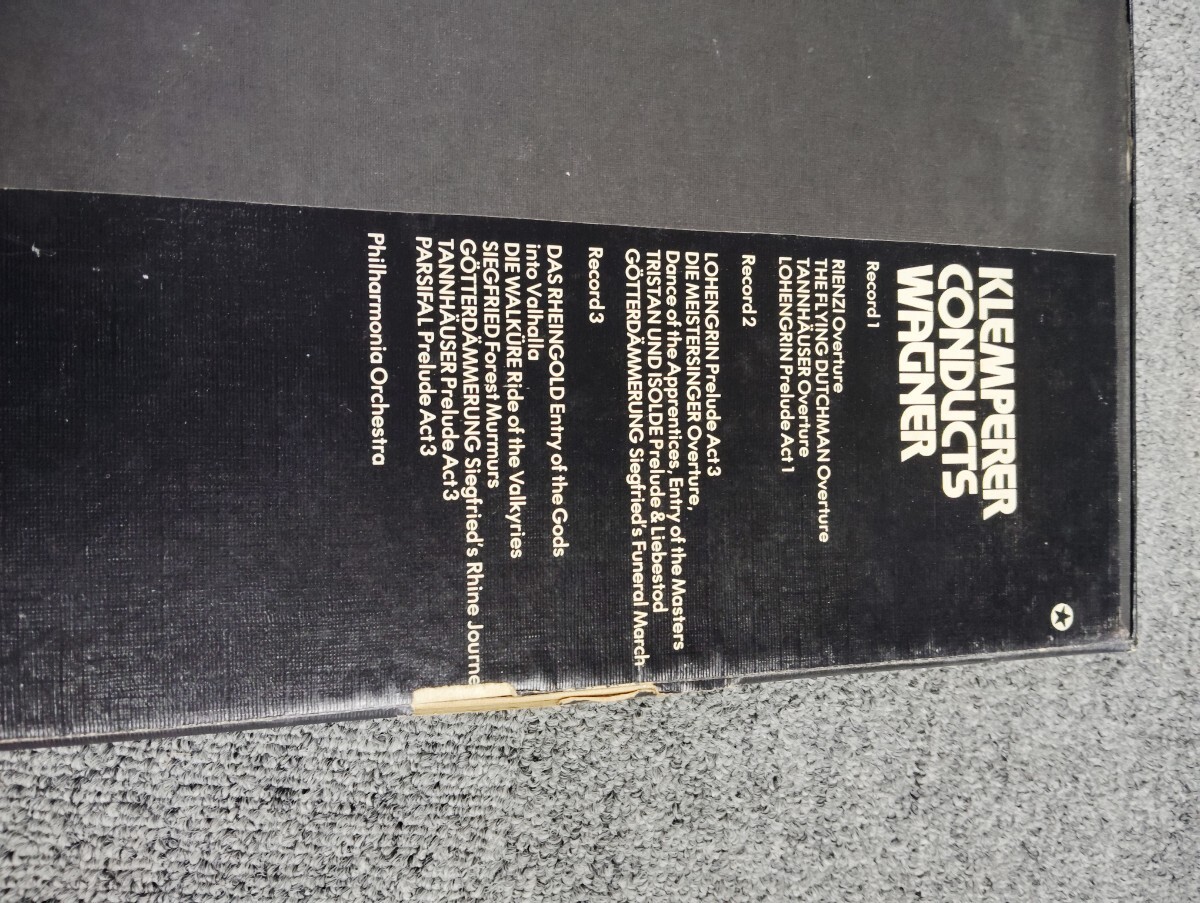 KLEMPERER
CONDUCTS
WAGNER
Record 1
RIENZI Overture
THE FLYING DUTCHMAN Overture
TANNHÄUSER Overture
LOHENGRIN Prelude Act 1
Record 2
LOHENGRIN Prelude Act 3
DIE MEISTERSINGER Overture,
Dance of the Apprentices, Entry of the Masters
TRISTAN UND ISOLDE Prelude & Liebestod
GÖTTERDÄMMERUNG Siegfried's Funeral March
Record 3
DAS RHEINGOLD Entry of the Gods
into Valhalla
DIE WALKÜRE Ride of the Valkyries
SIEGFRIED Forest Murmurs
GÖTTERDÄMMERUNG Siegfried's Rhine Journe
TANNHÄUSER Prelude Act 3
PARSIFAL Prelude Act 3
Philharmonia Orchestra